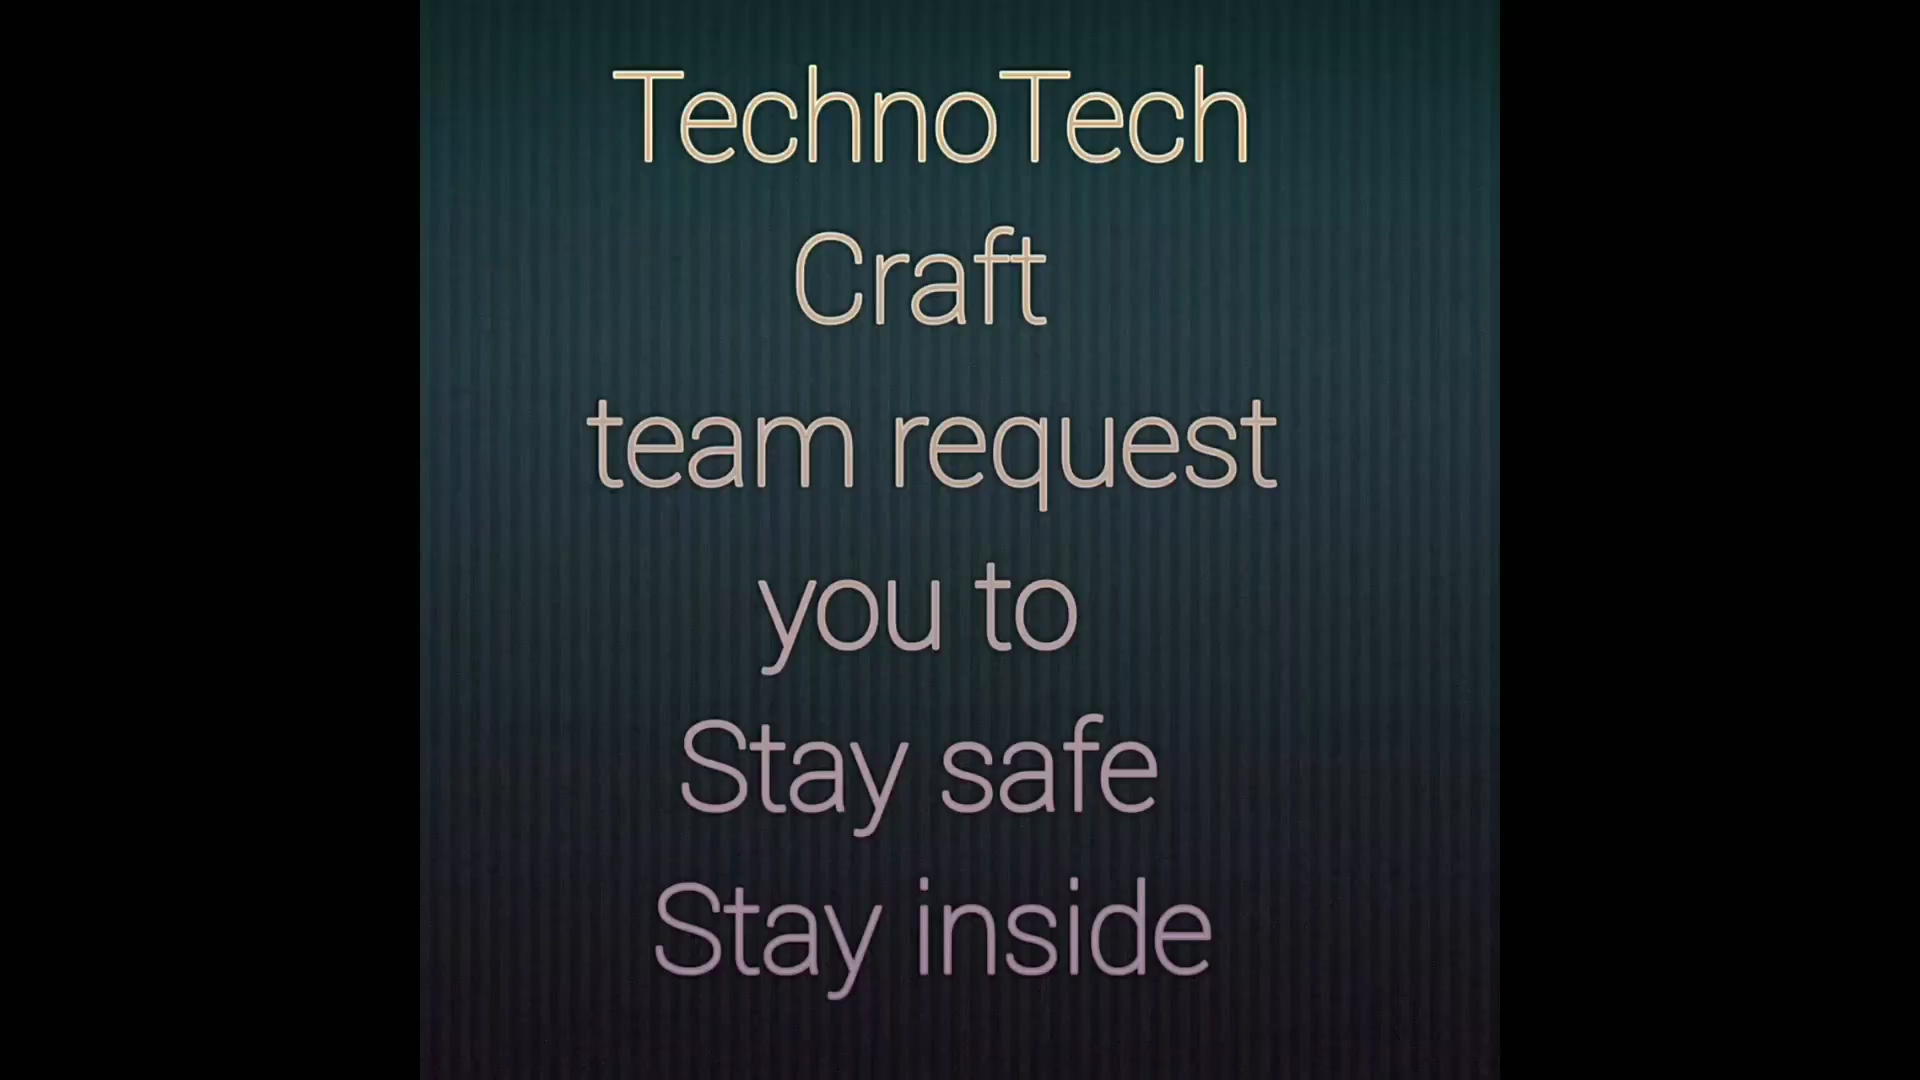 TechnoTech
Craft
team request
you to
Stay safe
Stay inside